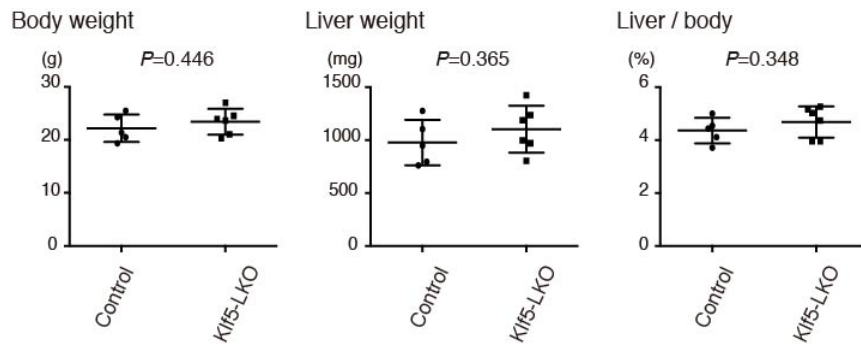 Body weight
(g)
P=0.446
30
20
10
0
Control
Klf5-LKO
Liver weight
(mg)
P=0.365
1500
1000
500
0
Control
Klf5-LKO
Liver / body
(%)
P=0.348
6
4
2
0
Control
Klf5-LKO